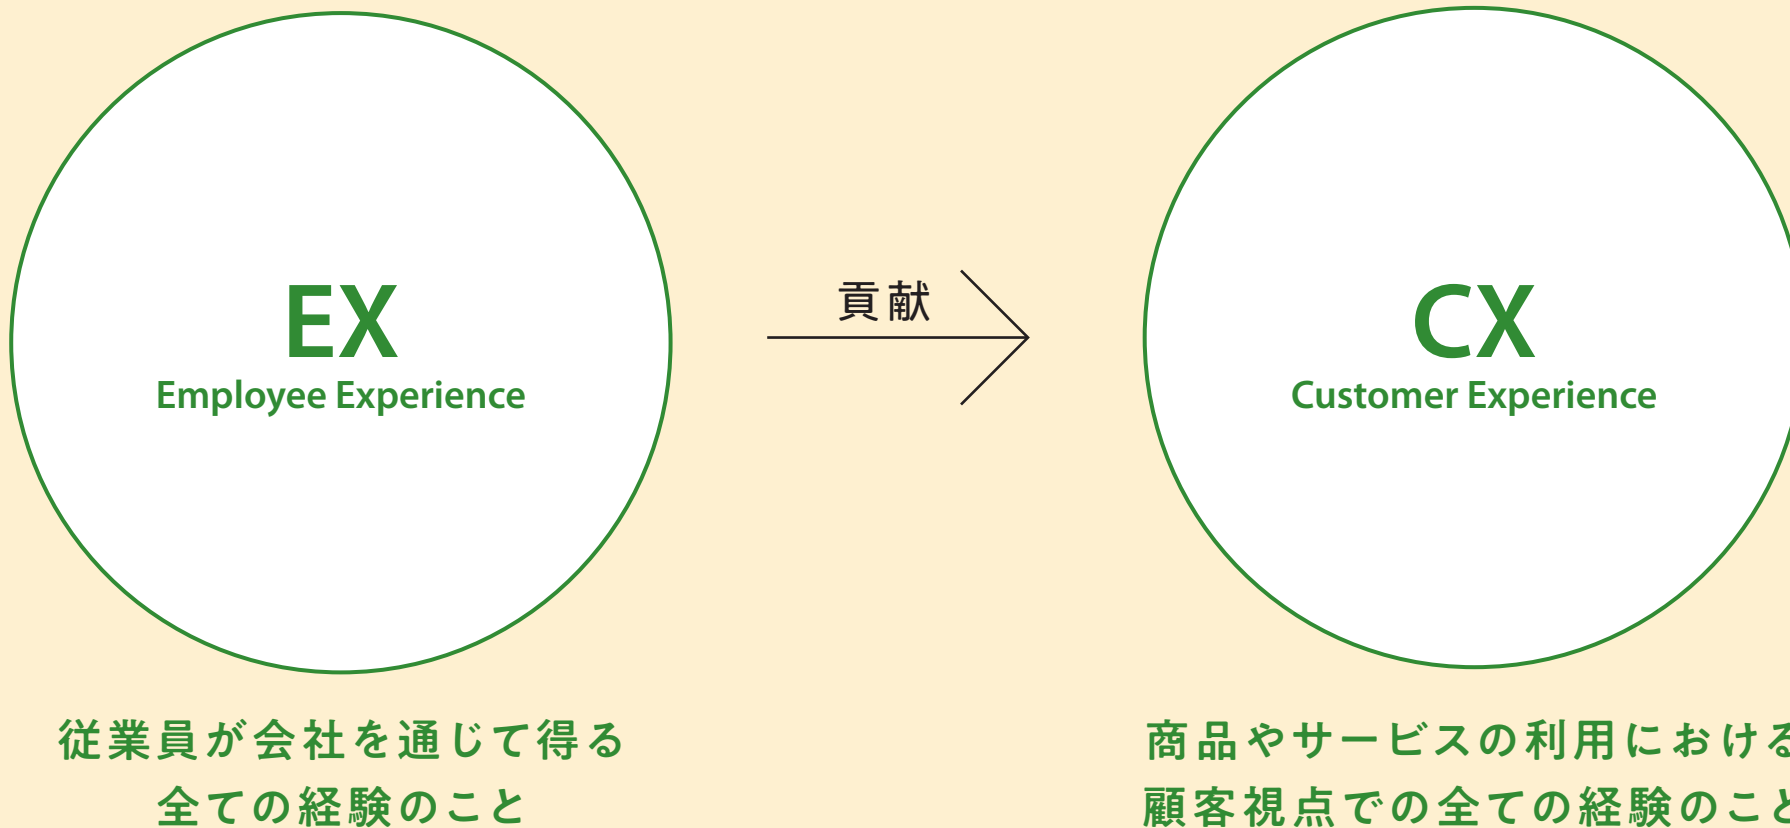 EX
Employee Experience
貢献
CX
Customer Experience
従業員が会社を通じて得る
全ての経験のこと
商品やサービスの利用における
顧客視点での全ての経験のこと